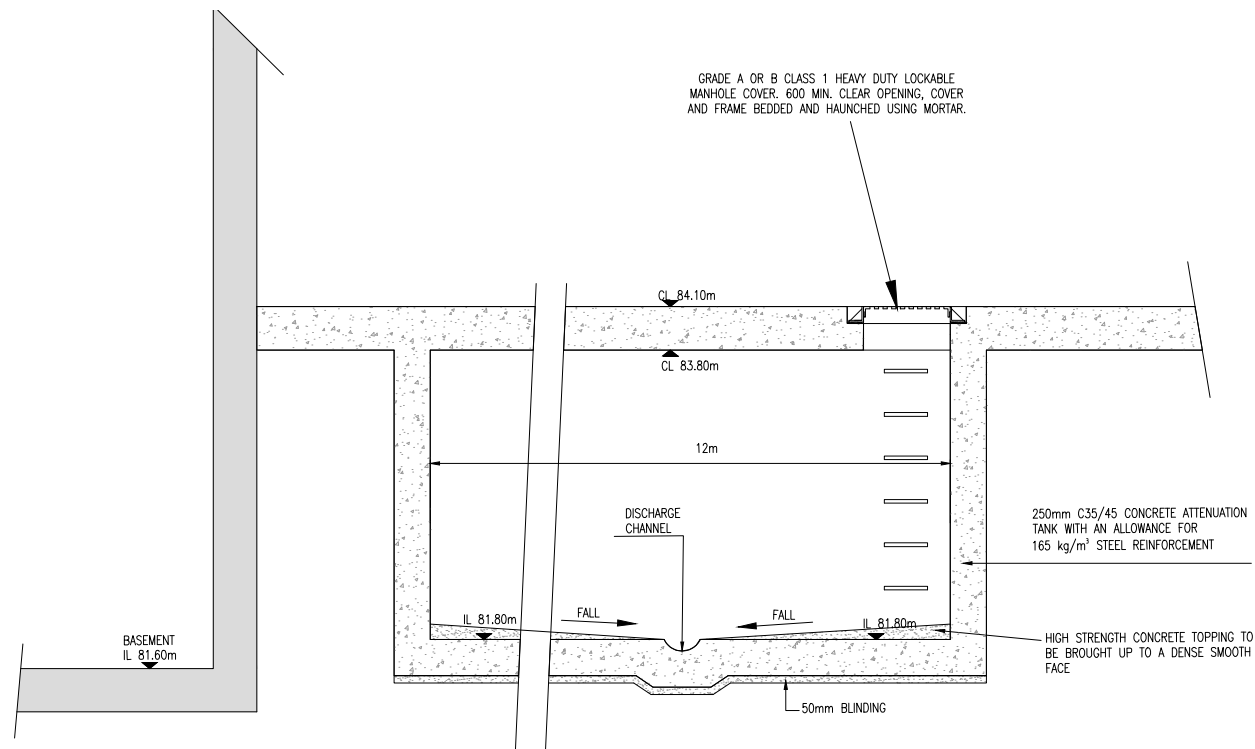 GRADE A OR B CLASS 1 HEAVY DUTY LOCKABLE
MANHOLE COVER. 600 MIN. CLEAR OPENING, COVER
AND FRAME BEDDED AND HAUNCHED USING MORTAR.
CL 84.10m
CL 83.80m
12m
DISCHARGE
CHANNEL
250mm C35/45 CONCRETE ATTENUATION
TANK WITH AN ALLOWANCE FOR
165 kg/m³ STEEL REINFORCEMENT
IL 81.80m
FALL
FALL
IL 81.80m
BASEMENT
IL 81.60m
HIGH STRENGTH CONCRETE TOPPING TO
BE BROUGHT UP TO A DENSE SMOOTH
FACE
50mm BLINDING